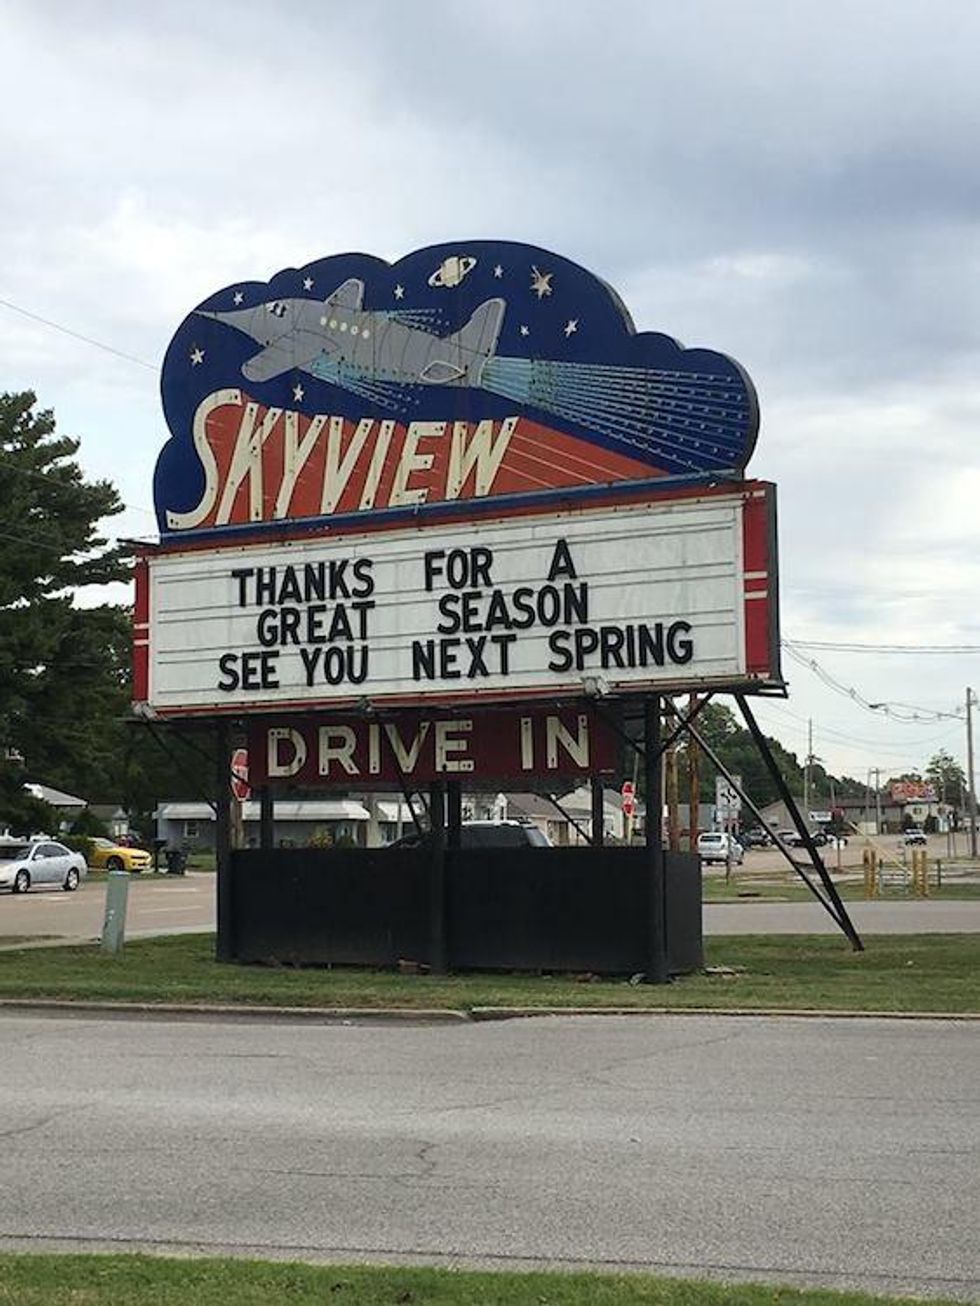 SKYVIEW
THANKS FOR A
GREAT SEASON
SEE YOU NEXT SPRING
DRIVE IN